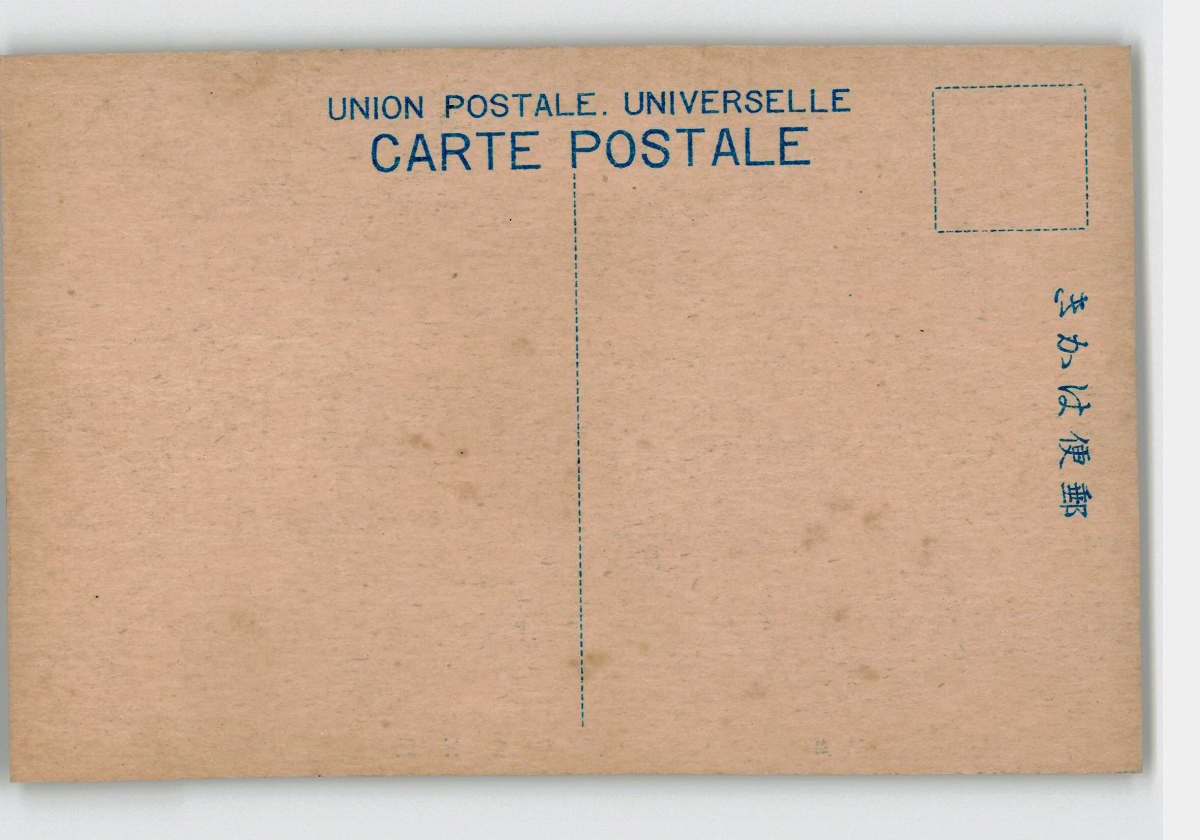 UNION POSTALE. UNIVERSELLE
CARTE POSTALE
きかは便郵